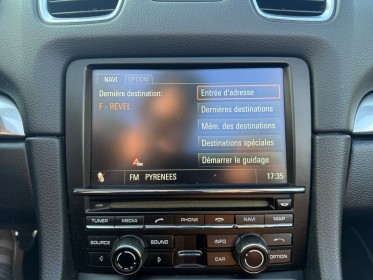 NAVI OPTION
Dernière destination:
F - REVEL
Entrée d'adresse
Dernières destinations
Mém. des destinations
Destinations spéciales
Démarrer le guidage
FM PYRENEES 17:35
TUNER MEDIA PHONE NAVI MAP
SOURCE SOUND INFO OPTION
CAR